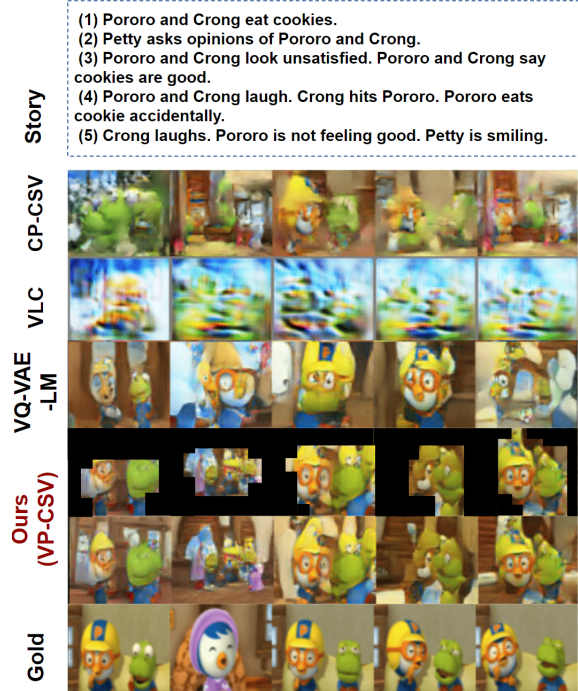 Story
(1) Pororo and Crong eat cookies.
(2) Petty asks opinions of Pororo and Crong.
(3) Pororo and Crong look unsatisfied. Pororo and Crong say
cookies are good.
(4) Pororo and Crong laugh. Crong hits Pororo. Pororo eats
cookie accidentally.
(5) Crong laughs. Pororo is not feeling good. Petty is smiling.
CP-CSV
VLC
VQ-VAE
-LM
Ours
(VP-CSV)
Gold